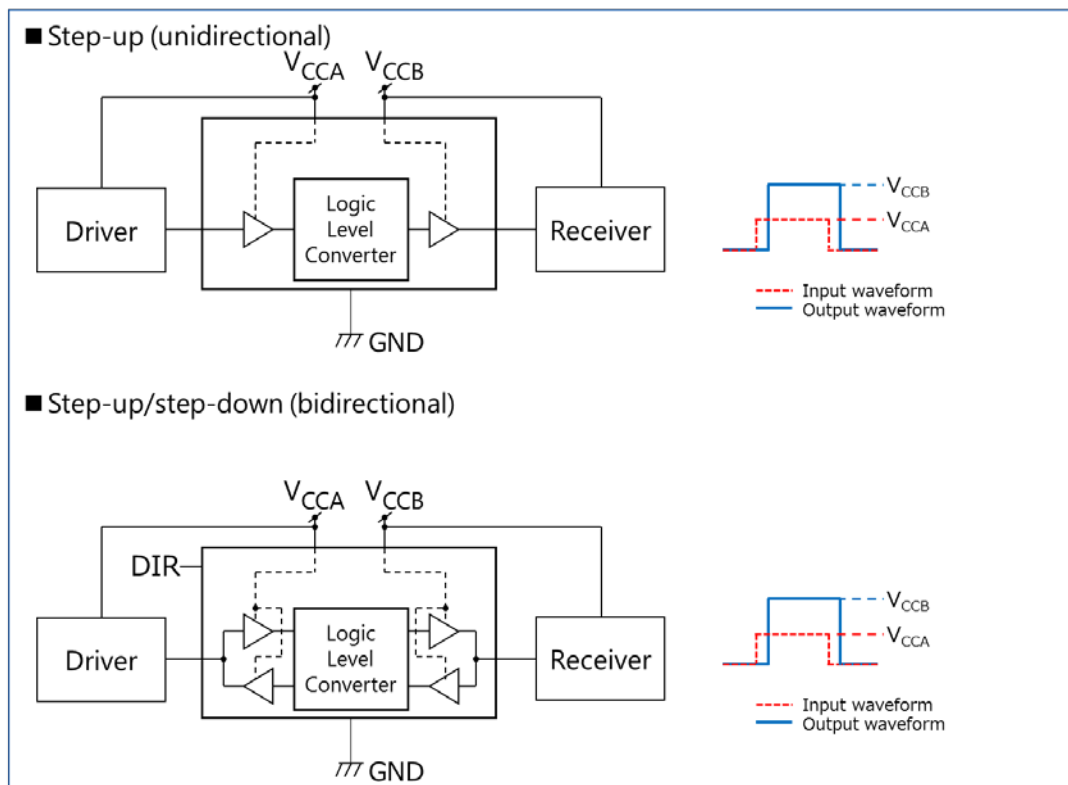 ■ Step-up (unidirectional)
VCCA VCCB
Driver
Logic
Level
Converter
Receiver
GND
VCCB
VCCA
Input waveform
Output waveform
■ Step-up/step-down (bidirectional)
VCCA VCCB
DIR
Driver
Logic
Level
Converter
Receiver
GND
VCCB
VCCA
Input waveform
Output waveform